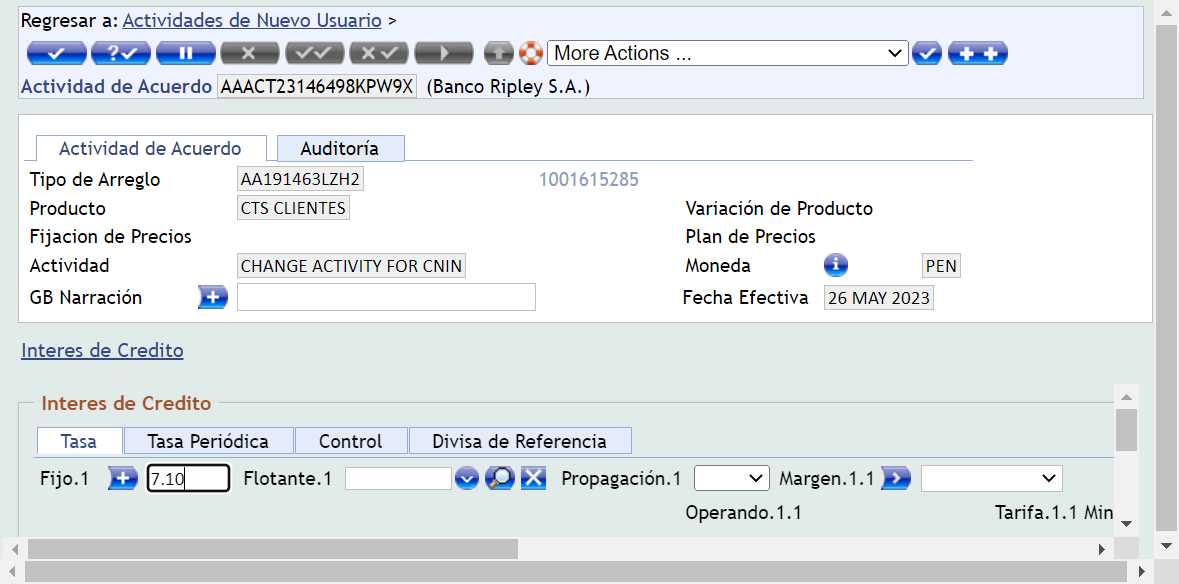 Regresar a: Actividades de Nuevo Usuario >
More Actions ...
Actividad de Acuerdo AAACT23146498KPW9X (Banco Ripley S.A.)
Actividad de Acuerdo Auditoría
Tipo de Arreglo AA191463LZH2 1001615285
Producto CTS CLIENTES Variación de Producto
Fijacion de Precios Plan de Precios
Actividad CHANGE ACTIVITY FOR CNIN Moneda PEN
GB Narración Fecha Efectiva 26 MAY 2023
Interes de Credito
Interes de Credito
Tasa Tasa Periódica Control Divisa de Referencia
Fijo.1 7.10 Flotante.1 Propagación.1 Margen.1.1
Operando.1.1 Tarifa.1.1 Min